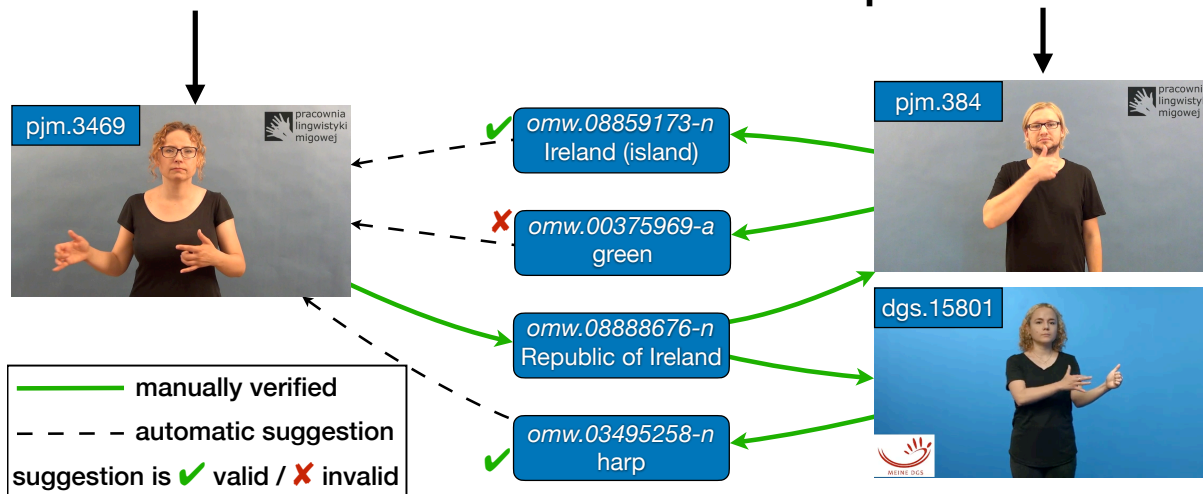 pjm.3469
pracownia
lingwistyki
migowej
omw.08859173-n
Ireland (island)
omw.00375969-a
green
omw.08888676-n
Republic of Ireland
omw.03495258-n
harp
pjm.384
pracownia
lingwistyki
migowej
dgs.15801
MEINE DGS
manually verified
automatic suggestion
suggestion is ✔ valid / ✘ invalid